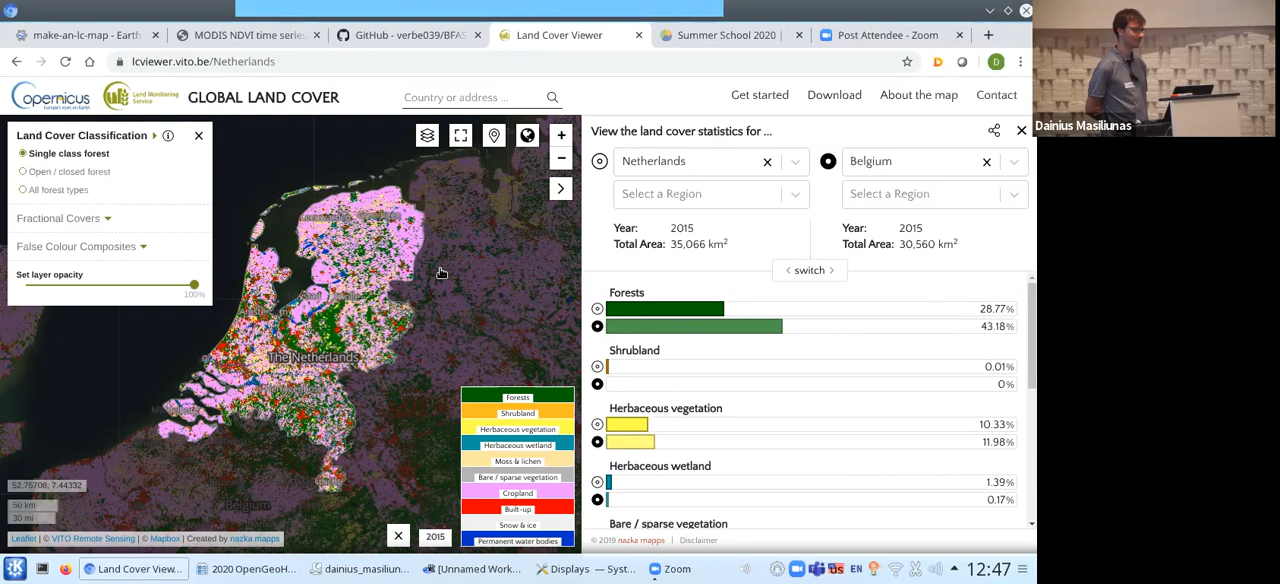 make-an-lc-map - Earth
MODIS NDVI time series
GitHub - verbe039/BFAS
Land Cover Viewer
Summer School 2020 |
Post Attendee - Zoom
lcviewer.vito.be/Netherlands
D
D
Copernicus
Europe's eyes on Earth
Land Monitoring
Service
GLOBAL LAND COVER
Country or address ...
Get started
Download
About the map
Contact
Land Cover Classification
Single class forest
Open / closed forest
All forest types
Fractional Covers
False Colour Composites
Set layer opacity
100%
The Netherlands
Belgium
52.75708, 7.44332
50 km
30 mi
Leaflet | © VITO Remote Sensing | © Mapbox | Created by nazka maps
2015
Forests
Shrubland
Herbaceous vegetation
Herbaceous wetland
Moss & lichen
Bare / sparse vegetation
Cropland
Built-up
Snow & ice
Permanent water bodies
View the land cover statistics for ...
Netherlands
Belgium
Select a Region
Select a Region
Year: 2015
Total Area: 35,066 km²
Year: 2015
Total Area: 30,560 km²
< switch >
Forests
28.77%
43.18%
Shrubland
0.01%
0%
Herbaceous vegetation
10.33%
11.98%
Herbaceous wetland
1.39%
0.17%
Bare / sparse vegetation
© 2019 nazka maps | Disclaimer
Dainius Masiliunas
Land Cover View...
2020 OpenGeoH...
dainius_masiliun...
[Unnamed Work...
Displays — Syst...
Zoom
US
EN
12:47